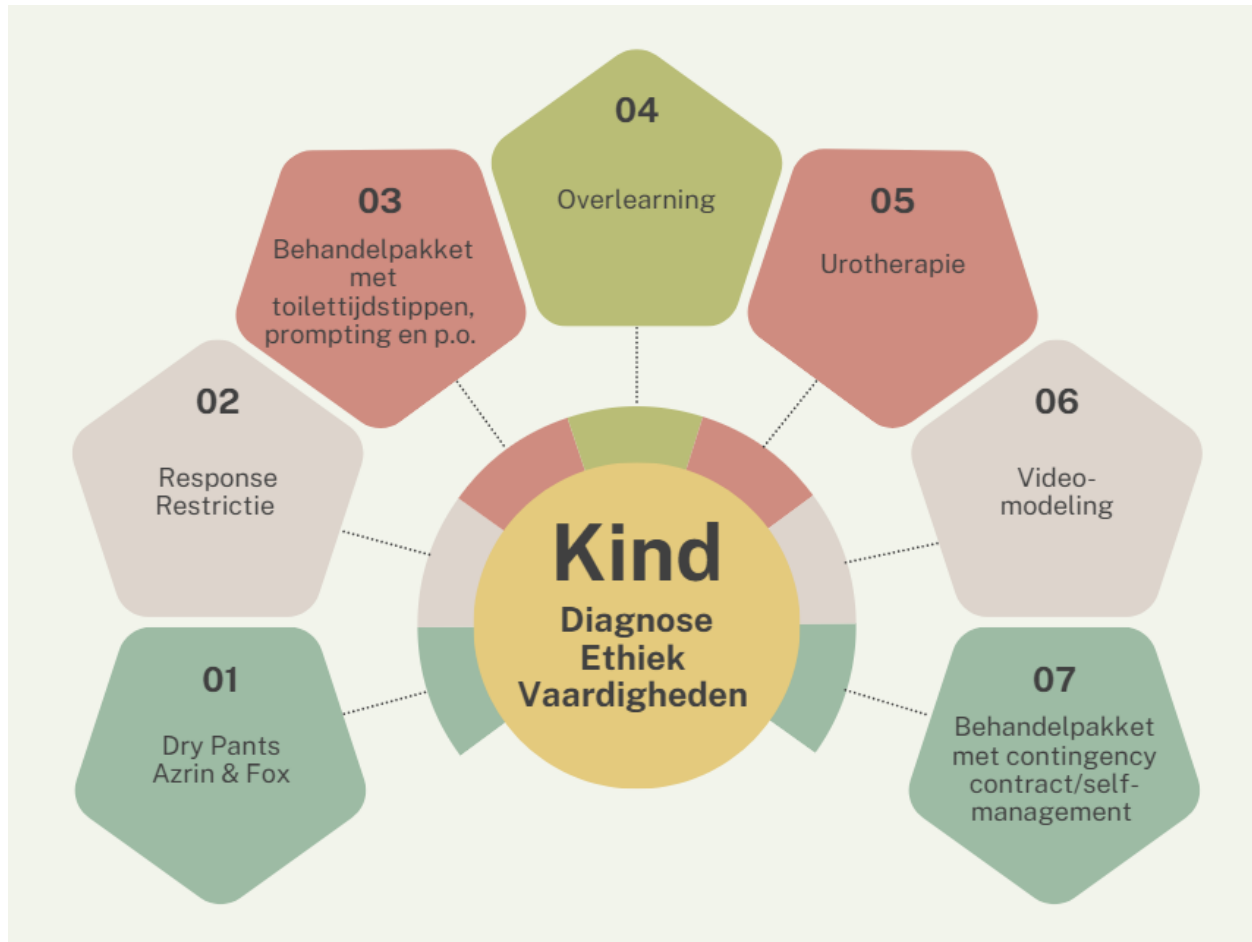 04
Overlearning
03
Behandelpakket
met
toilettijdstippen,
prompting en p.o.
05
Urotherapie
02
Response
Restrictie
06
Video-
modeling
Kind
Diagnose
Ethiek
Vaardigheden
01
Dry Pants
Azrin & Fox
07
Behandelpakket
met contingency
contract/self-
management